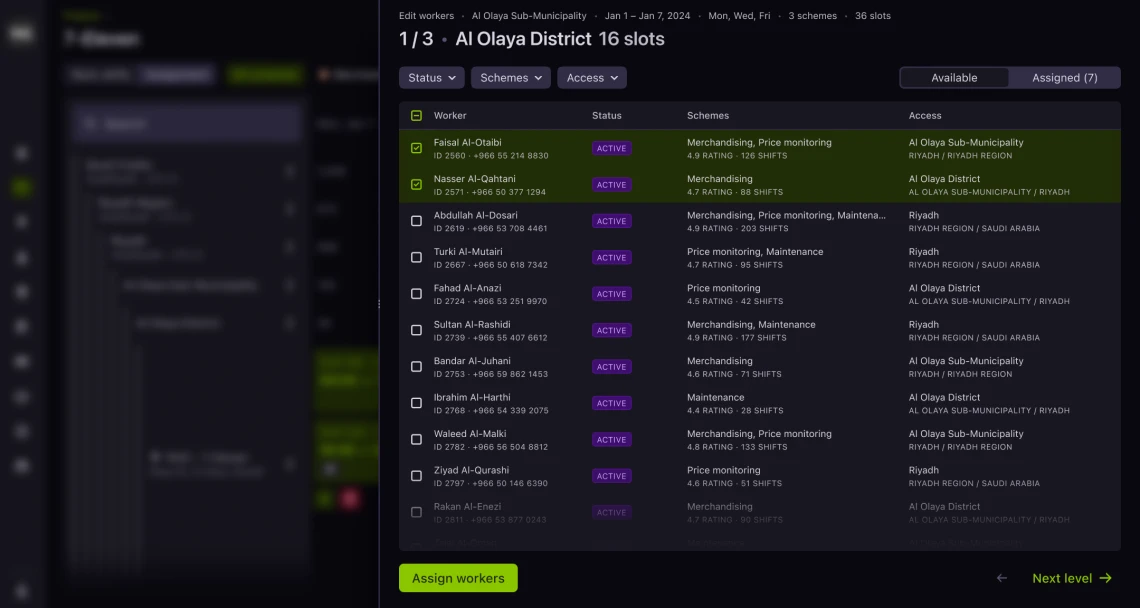 7-Eleven
Search
Edit workers · Al Olaya Sub-Municipality · Jan 1 – Jan 7, 2024 · Mon, Wed, Fri · 3 schemes · 36 slots
1 / 3 · Al Olaya District 16 slots
Status Schemes Access Available Assigned (7)
Worker Status Schemes Access
Faisal Al-Otaibi ACTIVE Merchandising, Price monitoring Al Olaya Sub-Municipality
ID 2560 · +966 55 214 8830 4.9 RATING · 126 SHIFTS RIYADH / RIYADH REGION
Nasser Al-Qahtani ACTIVE Merchandising Al Olaya District
ID 2571 · +966 50 377 1294 4.7 RATING · 88 SHIFTS AL OLAYA SUB-MUNICIPALITY / RIYADH
Abdullah Al-Dosari ACTIVE Merchandising, Price monitoring, Maintena... Riyadh
ID 2619 · +966 53 708 4461 4.9 RATING · 203 SHIFTS RIYADH REGION / SAUDI ARABIA
Turki Al-Mutairi ACTIVE Price monitoring, Maintenance Riyadh
ID 2667 · +966 50 618 7342 4.7 RATING · 95 SHIFTS RIYADH REGION / SAUDI ARABIA
Fahad Al-Anazi ACTIVE Price monitoring Al Olaya District
ID 2724 · +966 53 251 9970 4.5 RATING · 42 SHIFTS AL OLAYA SUB-MUNICIPALITY / RIYADH
Sultan Al-Rashidi ACTIVE Merchandising, Maintenance Riyadh
ID 2739 · +966 55 407 6612 4.9 RATING · 177 SHIFTS RIYADH REGION / SAUDI ARABIA
Bandar Al-Juhani ACTIVE Merchandising Al Olaya Sub-Municipality
ID 2753 · +966 59 862 1453 4.6 RATING · 71 SHIFTS RIYADH / RIYADH REGION
Ibrahim Al-Harthi ACTIVE Maintenance Al Olaya District
ID 2768 · +966 54 339 2075 4.4 RATING · 28 SHIFTS AL OLAYA SUB-MUNICIPALITY / RIYADH
Waleed Al-Malki ACTIVE Merchandising, Price monitoring Al Olaya Sub-Municipality
ID 2782 · +966 56 504 8812 4.8 RATING · 133 SHIFTS RIYADH / RIYADH REGION
Ziyad Al-Qurashi ACTIVE Price monitoring Riyadh
ID 2797 · +966 50 146 6390 4.6 RATING · 51 SHIFTS RIYADH REGION / SAUDI ARABIA
Rakan Al-Enezi ACTIVE Merchandising Al Olaya District
ID 2811 · +966 53 877 0243 4.7 RATING · 90 SHIFTS AL OLAYA SUB-MUNICIPALITY / RIYADH
Assign workers Next level